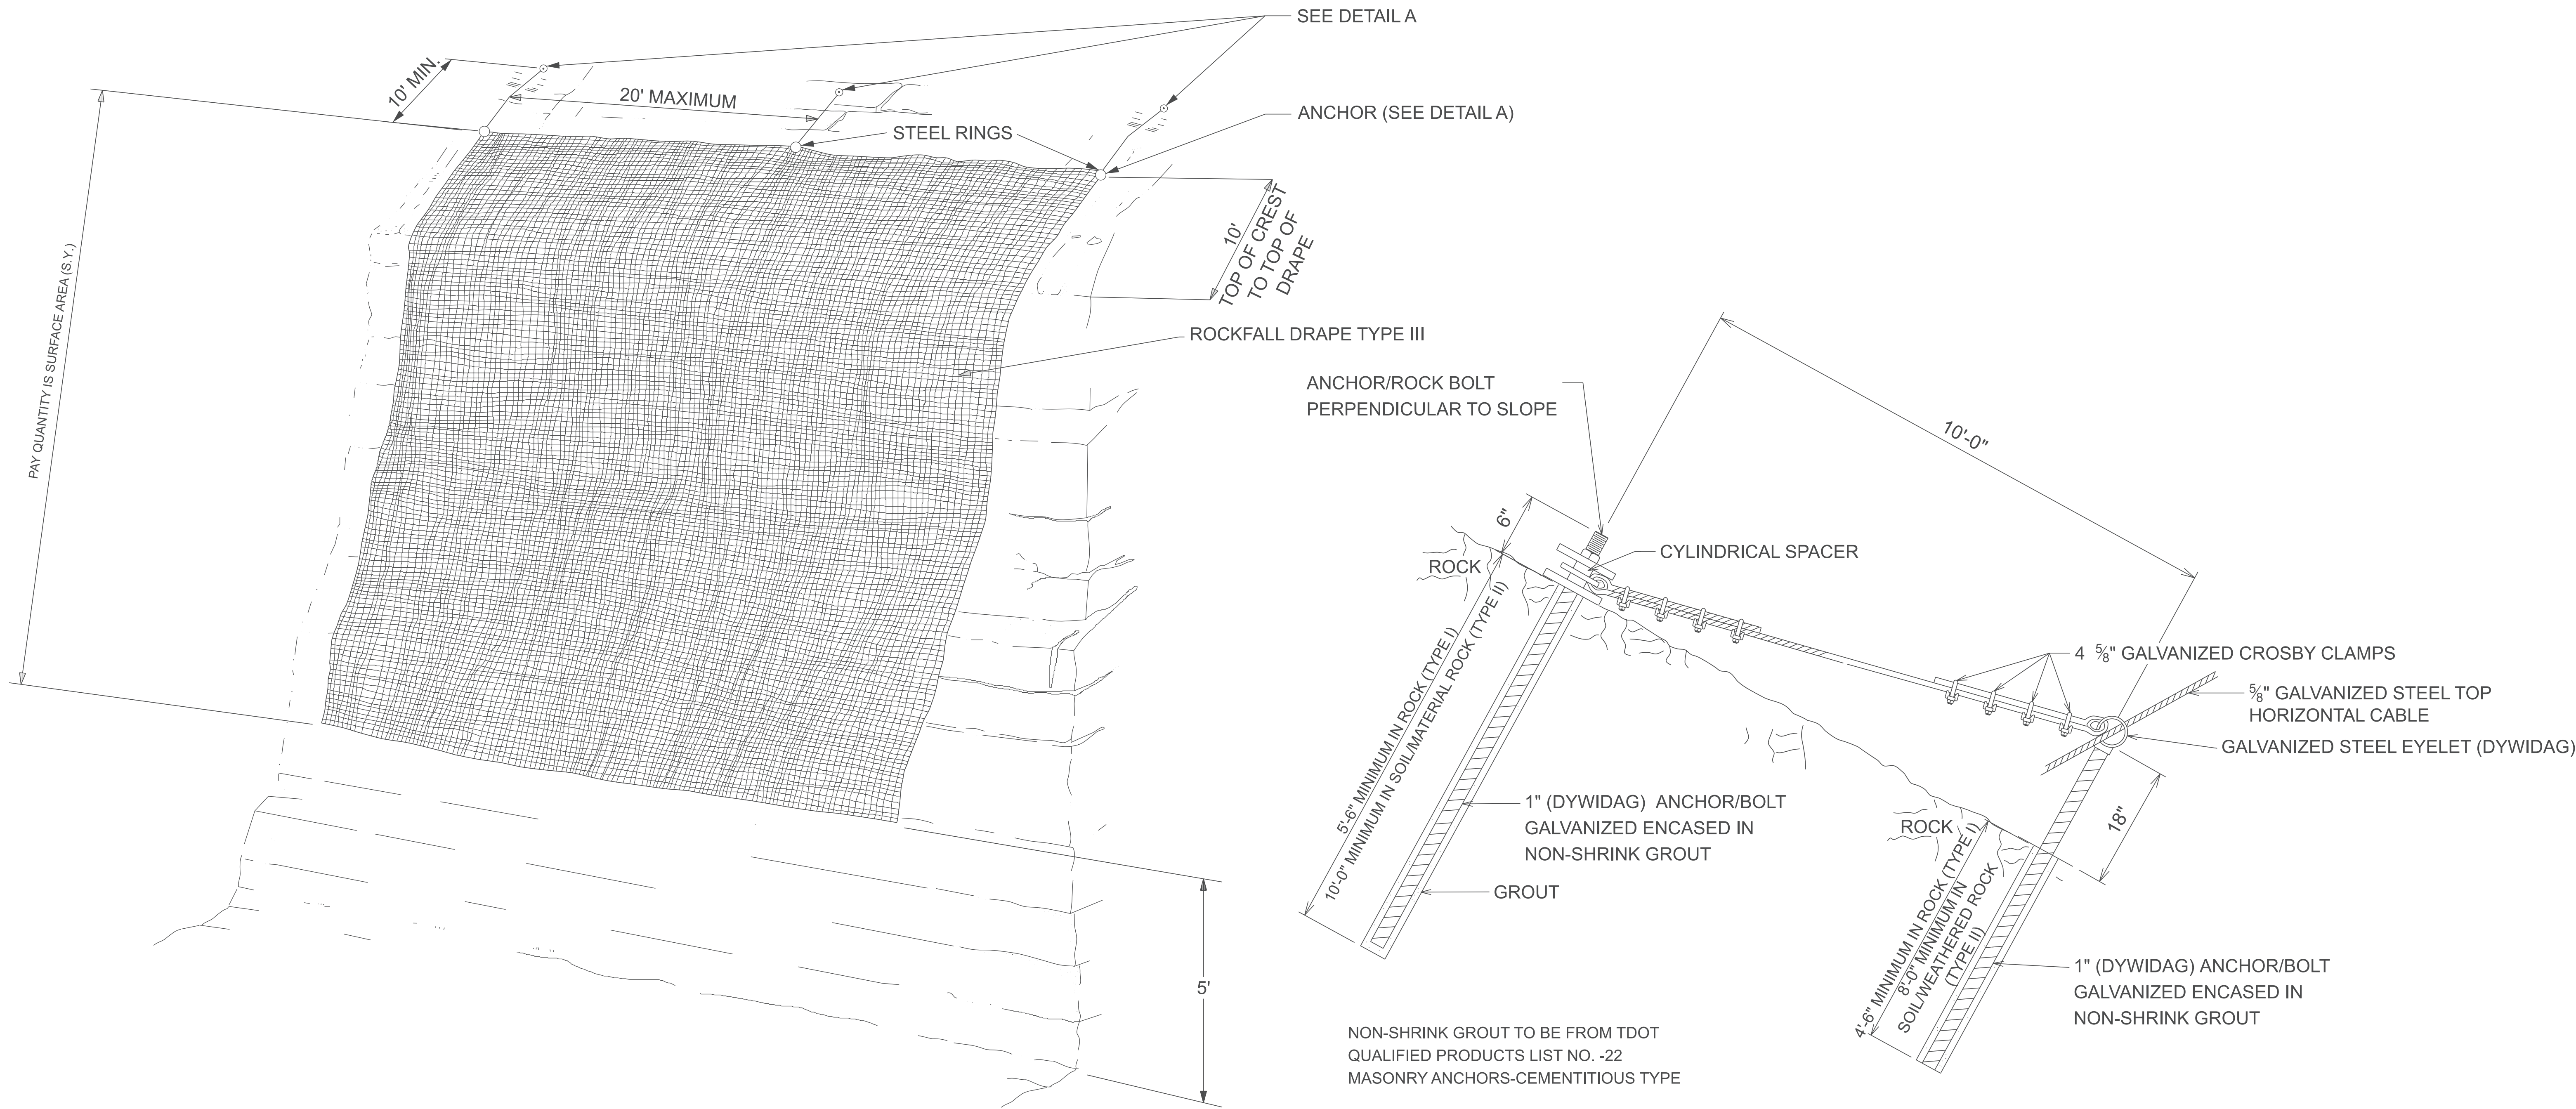 SEE DETAIL A
10' MIN.
20' MAXIMUM
ANCHOR (SEE DETAIL A)
STEEL RINGS
PAY QUANTITY IS SURFACE AREA (S.Y.)
10'
TOP OF CREST
TO TOP OF
DRAPE
ROCKFALL DRAPE TYPE III
5'
ANCHOR/ROCK BOLT
PERPENDICULAR TO SLOPE
10'-0"
6"
CYLINDRICAL SPACER
ROCK
5'-6" MINIMUM IN ROCK (TYPE I)
10'-0" MINIMUM IN SOIL/MATERIAL ROCK (TYPE II)
4 ⅝" GALVANIZED CROSBY CLAMPS
⅝" GALVANIZED STEEL TOP
HORIZONTAL CABLE
GALVANIZED STEEL EYELET (DYWIDAG)
1" (DYWIDAG) ANCHOR/BOLT
GALVANIZED ENCASED IN
NON-SHRINK GROUT
GROUT
ROCK
18"
4'-6" MINIMUM IN ROCK (TYPE I)
8'-0" MINIMUM IN
SOIL/WEATHERED ROCK
(TYPE II)
1" (DYWIDAG) ANCHOR/BOLT
GALVANIZED ENCASED IN
NON-SHRINK GROUT
NON-SHRINK GROUT TO BE FROM TDOT
QUALIFIED PRODUCTS LIST NO. -22
MASONRY ANCHORS-CEMENTITIOUS TYPE